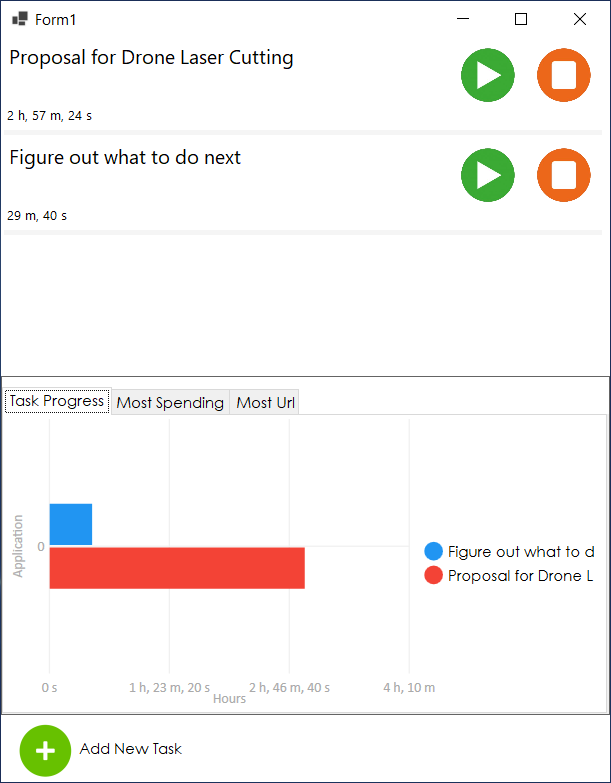 Form1
Proposal for Drone Laser Cutting
2 h, 57 m, 24 s
Figure out what to do next
29 m, 40 s
Task Progress Most Spending Most Url
Application
0
Figure out what to d
Proposal for Drone L
0 s 1 h, 23 m, 20 s 2 h, 46 m, 40 s 4 h, 10 m
Hours
Add New Task